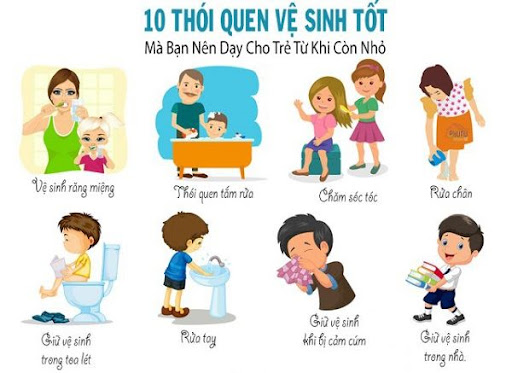 10 THÓI QUEN VỆ SINH TỐT
Mà Bạn Nên Dạy Cho Trẻ Từ Khi Còn Nhỏ
Vệ sinh răng miệng
Thói quen tắm rửa
Chăm sóc tóc
Rửa chân
Giữ vệ sinh
trong toa lét
Rửa tay
Giữ vệ sinh
khi bị cảm cúm
Giữ vệ sinh
trong nhà.